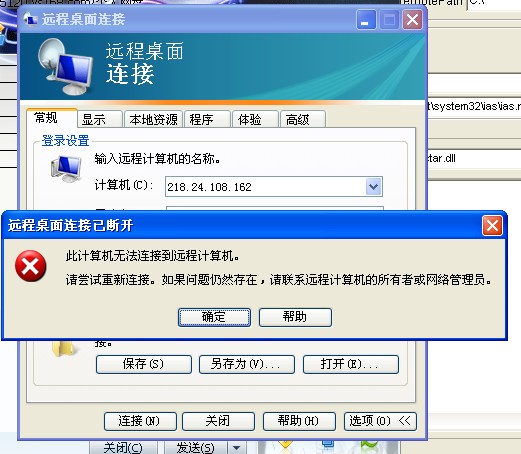 远程桌面连接
远程桌面
连接
常规
显示
本地资源
程序
体验
高级
登录设置
输入远程计算机的名称。
计算机(C):
218.24.108.162
t\system32\ias\ias.m
star.dll
远程桌面连接已断开
此计算机无法连接到远程计算机。
请尝试重新连接。如果问题仍然存在，请联系远程计算机的所有者或网络管理员。
确定
帮助
接。
保存(S)
另存为(V)...
打开(E)...
连接(N)
关闭
帮助(H)
选项(O) <<
关闭(C)
发送(S)